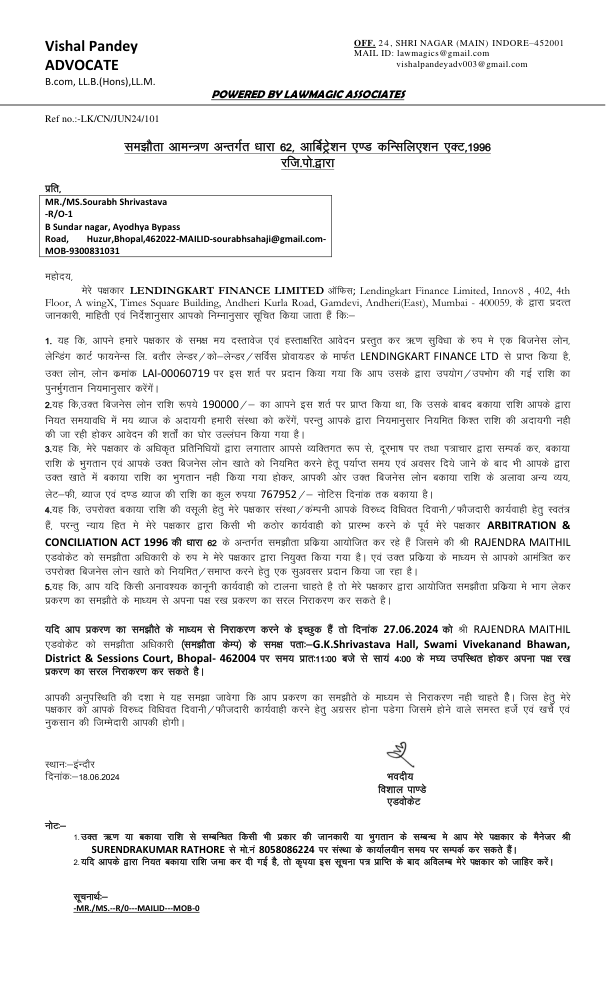 Vishal Pandey
ADVOCATE
B.com, LL.B.(Hons),LL.M.
OFF. 24, SHRI NAGAR (MAIN) INDORE–452001
MAIL ID: lawmagics@gmail.com
vishalpandeyadv003@gmail.com
POWERED BY LAWMAGIC ASSOCIATES
Ref no.:-LK/CN/JUN24/101
समझौता आमन्त्रण अन्तर्गत धारा 62, आर्बिट्रेशन एण्ड कन्सिलिएशन एक्ट,1996
रजि.पो.द्वारा
प्रति,
MR./MS.Sourabh Shrivastava
-R/O-1
B Sundar nagar, Ayodhya Bypass
Road, Huzur,Bhopal,462022-MAILID-sourabhsahaji@gmail.com-
MOB-9300831031
महोदय,
मेरे पक्षकार LENDINGKART FINANCE LIMITED ऑफिस; Lendingkart Finance Limited, Innov8 , 402, 4th
Floor, A wingX, Times Square Building, Andheri Kurla Road, Gamdevi, Andheri(East), Mumbai - 400059, के द्वारा प्रदत्त
जानकारी, माहिती एवं निर्देशानुसार आपको निम्नानुसार सूचित किया जाता हैं किः–
1. यह कि, आपने हमारे पक्षकार के समक्ष मय दस्तावेज एवं हस्ताक्षरित आवेदन प्रस्तुत कर ऋण सुविधा के रुप मे एक बिजनेस लोन,
लेन्डिंग कार्ट फायनेन्स लि. बतौर लेन्डर/को–लेन्डर/सर्विस प्रोवायडर के मार्फत LENDINGKART FINANCE LTD से प्राप्त किया है,
उक्त लोन, लोन क्रमांक LAI-00060719 पर इस शर्त पर प्रदान किया गया कि आप उसके द्वारा उपयोग/उपभोग की गई राशि का
पुनर्मुगतान नियमानुसार करेंगें।
2.यह कि,उक्त बिजनेस लोन राशि रूपये 190000/– का आपने इस शर्त पर प्राप्त किया था, कि उसके बादद बकाया राशि आपके द्वारा
नियत समयावधि में मय ब्याज के अदायगी हमारी संस्था को करेंगें, परन्तु आपके द्वारा नियमानुसार नियमित किश्त राशि की अदायगी नही
की जा रही होकर आवेदन की शर्तों का घोर उल्लंघन किया गया है।
3.यह कि, मेरे पक्षकार के अधिकृत प्रतिनिधियों द्वारा लगातार आपसे व्यक्तिगत रूप से, दूरभाष पर तथा पत्राचार द्वारा सम्पर्क कर, बकाया
राशि के भुगतान एवं आपके उक्त बिजनेस लोन खाते को नियमित करने हेतू पर्याप्त समय एवं अवसर दिये जाने के बाद भी आपके द्वारा
उक्त खाते में बकाया राशि का भुगतान नही किया गया होकर, आपकी ओर उक्त बिजनेस लोन बकाया राशि के अलावा अन्य व्यय,
लेट–फी, ब्याज एवं दण्ड ब्याज की राशि का कुल रुपया 767952/– नोटिस दिनांक तक बकाया है।
4.यह कि, उपरोक्त बकाया राशि की वसूली हेतु मेरे पक्षकार संस्था/कंम्पनी आपके विरुध्द विधिवत दिवानी/फौजदारी कार्यवाही हेतु स्वतंत्र
हैं, परन्तु न्याय हित मे मेरे पक्षकार द्वारा किसी भी कठोर कार्यवाही को प्रारम्भ करने के पूर्व मेरे पक्षकार ARBITRATION &
CONCILIATION ACT 1996 की धारा 62 के अन्तर्गत समझौता प्रक्रिया आयोजित कर रहे हैं जिसमे की श्री RAJENDRA MAITHIL
एडवोकेट को समझौता अधिकारी के रुप मे मेरे पक्षकार द्वारा नियुक्त किया गया है। एवं उक्त प्रक्रिया के माध्यम से आपको आमंत्रित कर
उपरोक्त बिजनेस लोन खाते को नियमित/समाप्त करने हेतु एक सुअवसर प्रदान किया जा रहा है।
5.यह कि, आप यदि किसी अनावश्यक कानूनी कार्यवाही को टालना चाहते है तो मेरे पक्षकार द्वारा आयोजित समझौता प्रक्रिया मे भाग लेकर
प्रकरण का समझौते के माध्यम से अपना पक्ष रख प्रकरण का सरल निराकरण कर सकते है।
यदि आप प्रकरण का समझौते के माध्यम से निराकरण करने के इच्छुक हैं तो दिनांक 27.06.2024 को श्री RAJENDRA MAITHIL
एडवोकेट को समझौता अधिकारी (समझौता केम्प) के समक्ष पताः–G.K.Shrivastava Hall, Swami Vivekanand Bhawan,
District & Sessions Court, Bhopal- 462004 पर समय प्रातः11:00 बजे से सायं 4:00 के मघ्य उपस्थित होकर अपना पक्ष रख
प्रकरण का सरल निराकरण कर सकते है।
आपकी अनुपस्थिति की दशा मे यह समझा जावेगा कि आप प्रकरण का समझौते के माध्यम से निराकरण नही चाहते हैै। जिस हेतु मेरे
पक्षकार को आपके विरुध्द विधिवत दिवानी/फौजदारी कार्यवाही करने हेतु अग्रसर होना पडेगा जिसमे होने वाले समस्त हर्जे एवं खर्चे एवं
नुकसान की जिम्मेदारी आपकी होगी।
स्थानः–इंन्दौर
दिनांकः–18.06.2024
भवदीय
विशाल पाण्डे
एडवोकेट
नोटः–
1.उक्त ऋण या बकाया राशि से सम्बन्धित किसी भी प्रकार की जानकारी या भुगतान के सम्बन्ध मे आप मेरे पक्षकार के मैनेजर श्री
SURENDRAKUMAR RATHORE से मो.नं 8058086224 पर संस्था के कार्यालयीन समय पर सम्पर्क कर सकते हैं।
2.यदि आपके द्वारा नियत बकाया राशि जमा कर दी गई है, तो कृपया इस सूचना पत्र प्राप्ति के बाद अविलम्ब मेरे पक्षकार को जाहिर करें।
सूचनार्थः–
-MR./MS.--R/0---MAILID---MOB-0